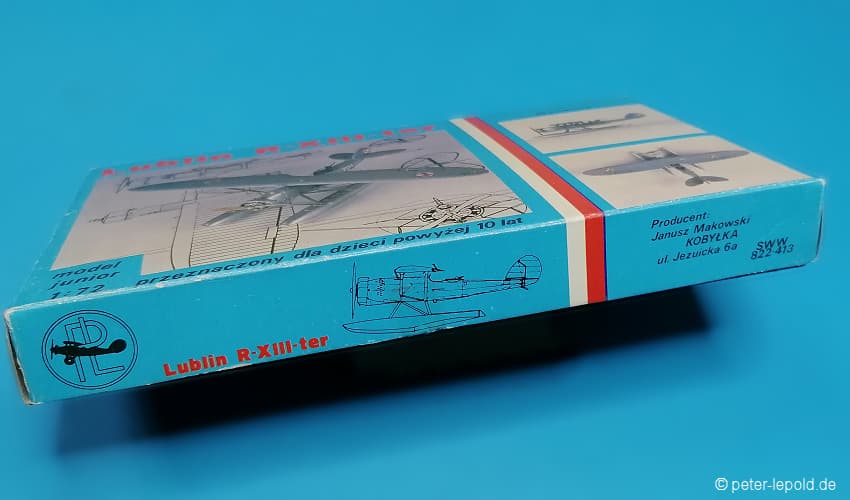 Lublin R-XIII-ter
model
junior
1:72
przeznaczony dla dzieci powyżej 10 lat
PL
Lublin R-XIII-ter
Producent:
Janusz Makowski
KOBYŁKA
ul. Jezuicka 6a
SWW
822-413
© peter-lepold.de